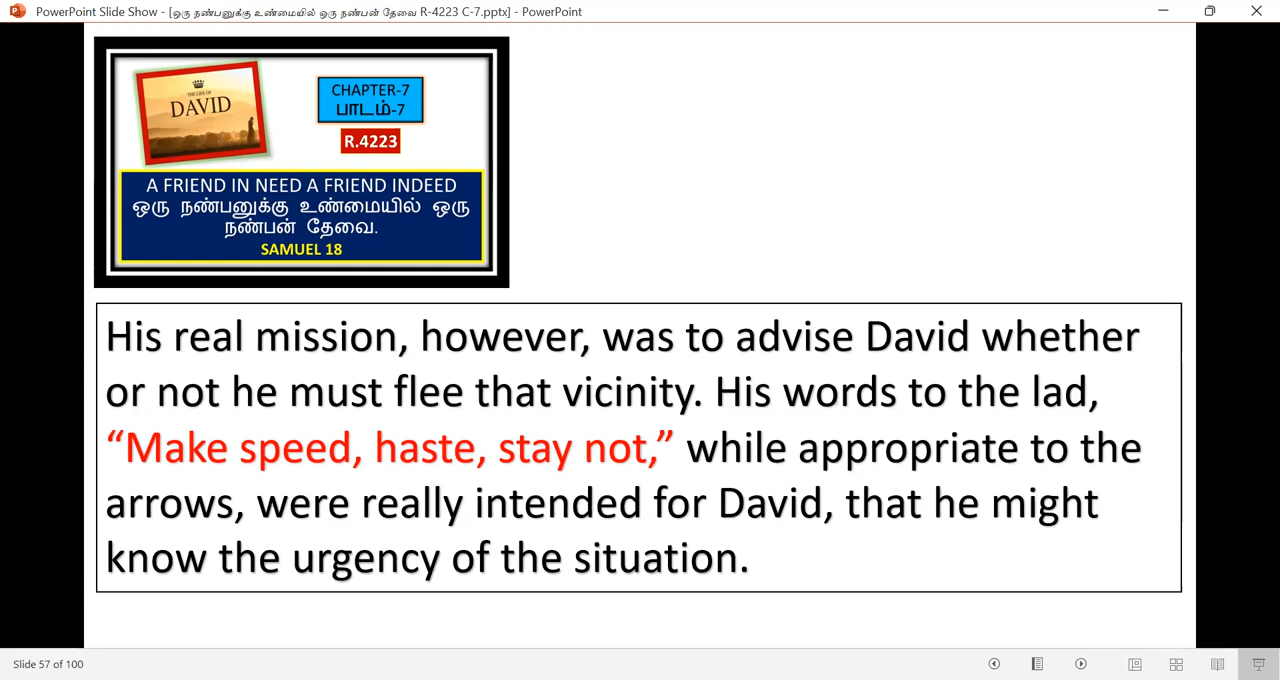 PowerPoint Slide Show - [ஒரு நண்பனுக்கு உண்மையில் ஒரு நண்பன் தேவை R-4223 C-7.pptx] - PowerPoint
THE LIFE OF
DAVID
CHAPTER-7
பாடம்-7
R.4223
A FRIEND IN NEED A FRIEND INDEED
ஒரு நண்பனுக்கு உண்மையில் ஒரு
நண்பன் தேவை.
SAMUEL 18
His real mission, however, was to advise David whether
or not he must flee that vicinity. His words to the lad,
“Make speed, haste, stay not,” while appropriate to the
arrows, were really intended for David, that he might
know the urgency of the situation.
Slide 57 of 100